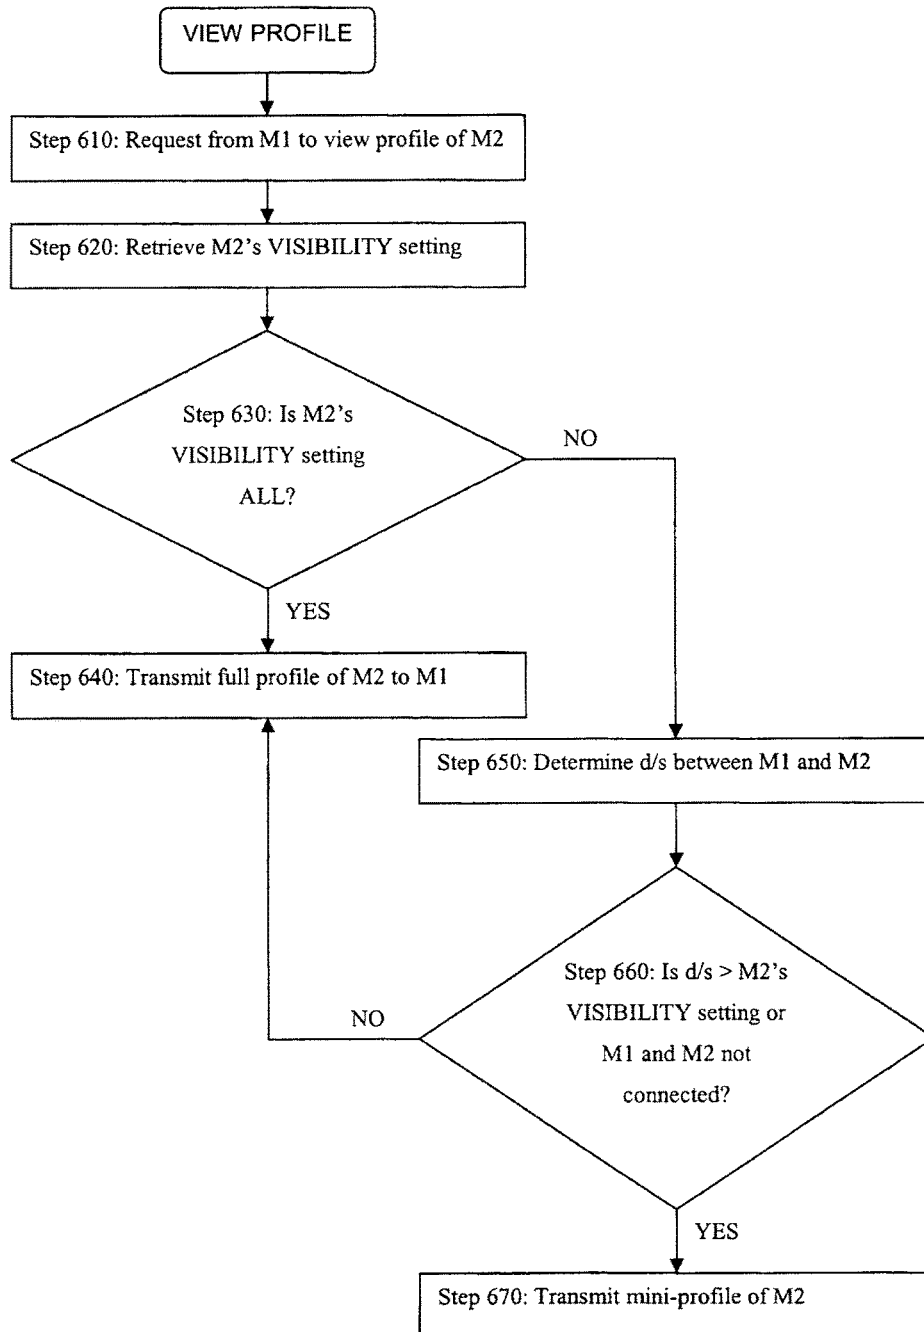 VIEW PROFILE
Step 610: Request from M1 to view profile of M2
Step 620: Retrieve M2's VISIBILITY setting
Step 630: Is M2's
VISIBILITY setting
ALL?
NO
YES
Step 640: Transmit full profile of M2 to M1
Step 650: Determine d/s between M1 and M2
Step 660: Is d/s > M2's
VISIBILITY setting or
M1 and M2 not
connected?
NO
YES
Step 670: Transmit mini-profile of M2